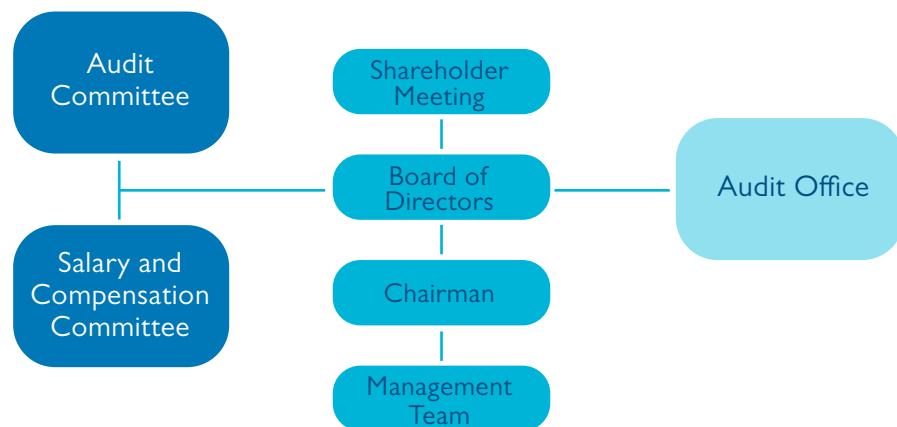 Audit
Committee
Shareholder
Meeting
Board of
Directors
Audit Office
Salary and
Compensation
Committee
Chairman
Management
Team